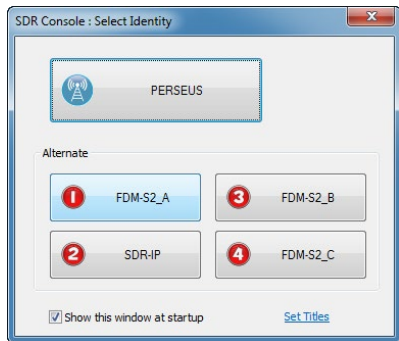 SDR Console : Select Identity
PERSEUS
Alternate
1 FDM-S2_A
3 FDM-S2_B
2 SDR-IP
4 FDM-S2_C
Show this window at startup
Set Titles